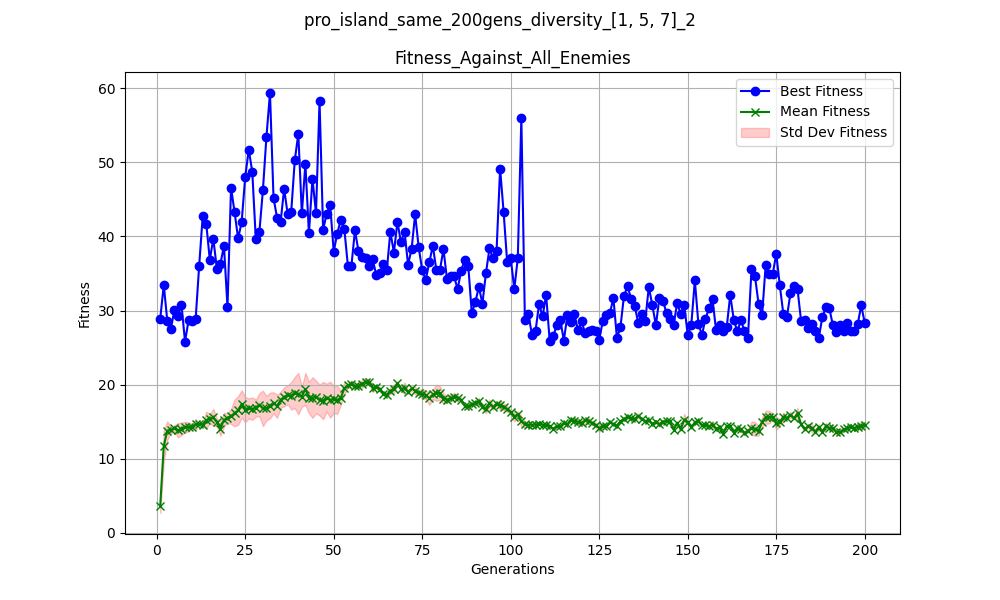 pro_island_same_200gens_diversity_[1, 5, 7]_2
Fitness_Against_All_Enemies
Best Fitness
Mean Fitness
Std Dev Fitness
Fitness
60
50
40
30
20
10
0
0 25 50 75 100 125 150 175 200
Generations